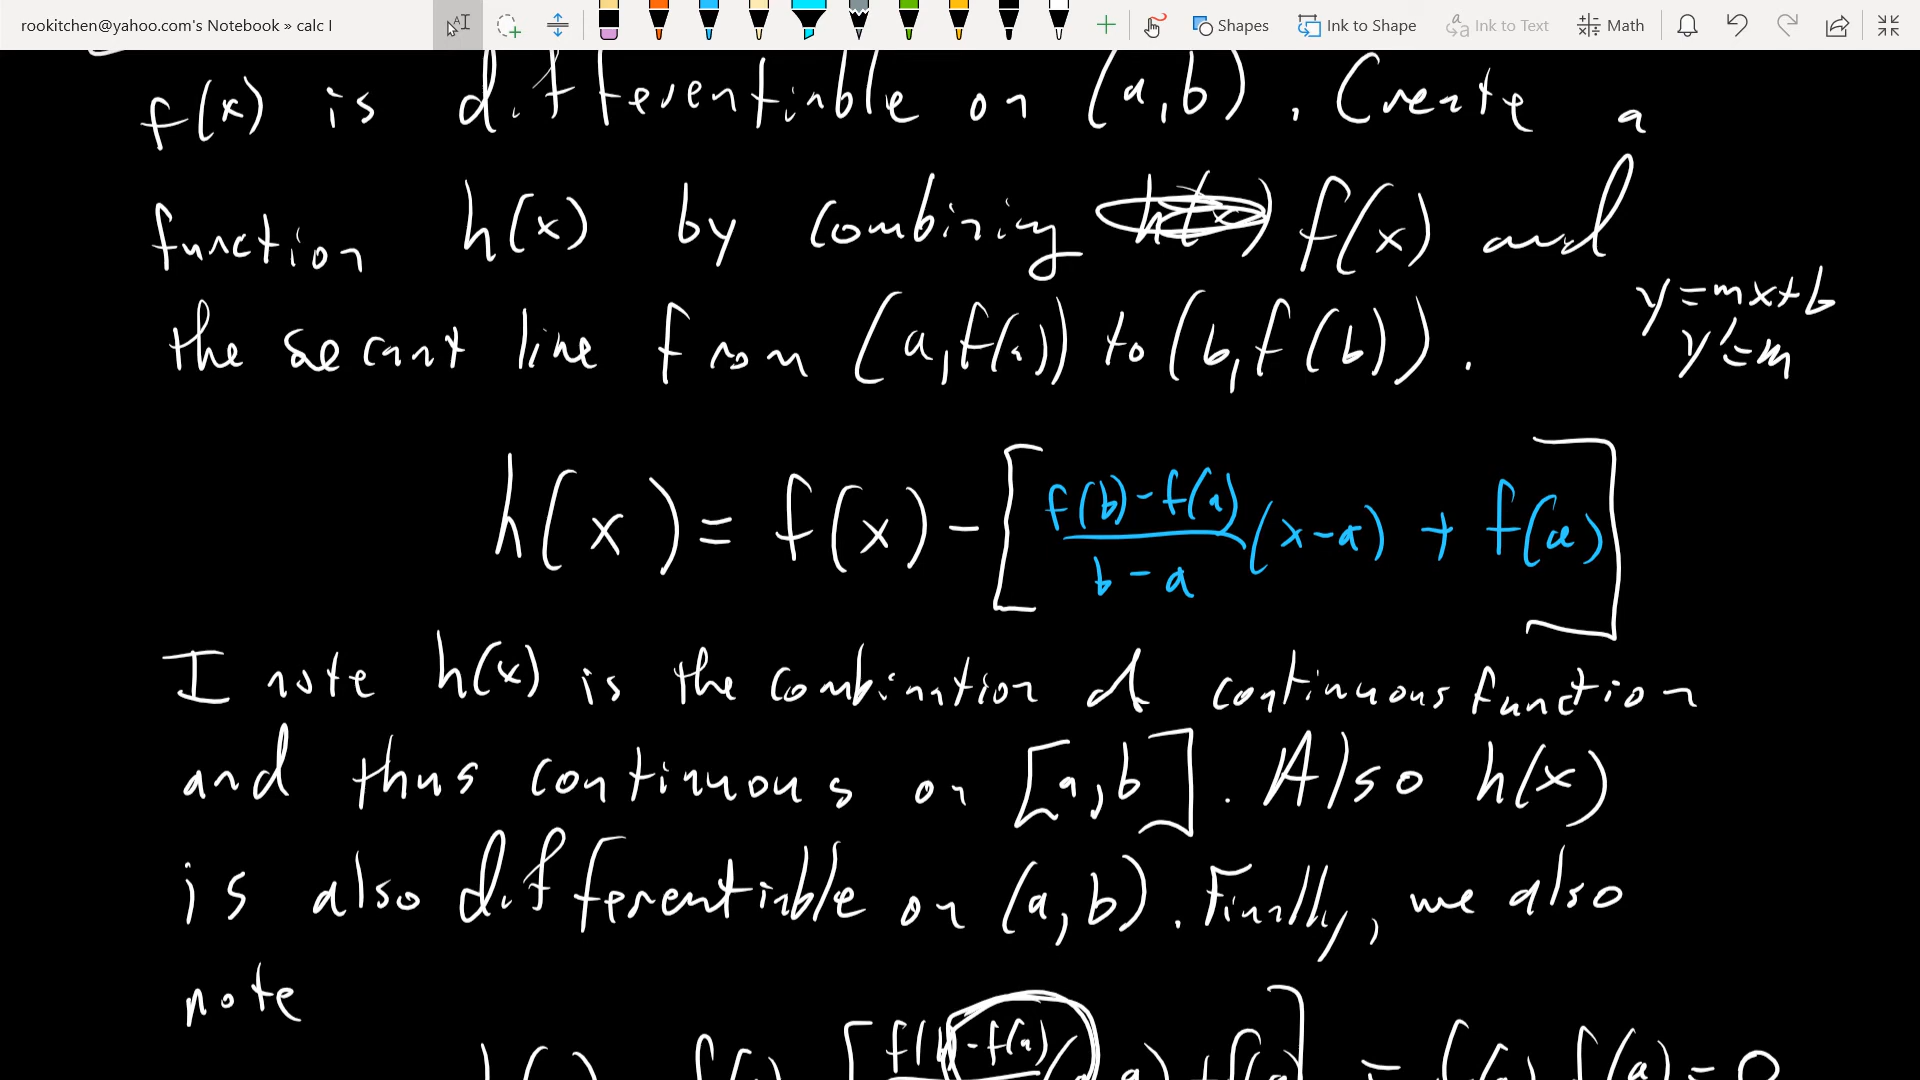 rookitchen@yahoo.com's Notebook » calc I
Shapes Ink to Shape Ink to Text Math
f(x) is differentiable on (a,b). Create a
function h(x) by combining f(x) and
the secant line from (a,f(a)) to (b,f(b)).
y=mx+b
y'=m
h(x) = f(x) - [ f(b)-f(a) / b-a (x-a) + f(a) ]
I note h(x) is the combination of continuous function
and thus continuous on [a,b]. Also h(x)
is also differentiable on (a,b). Finally, we also
note